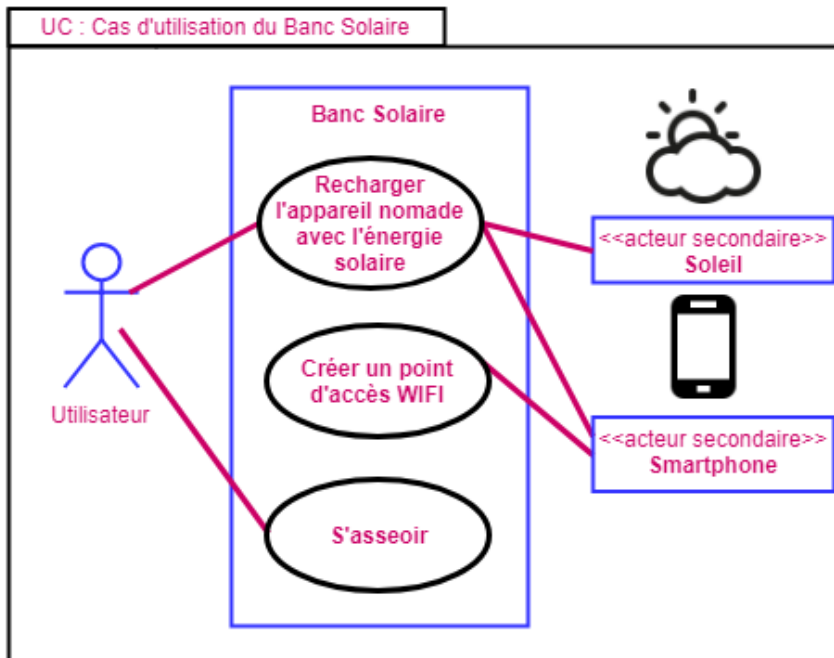 UC : Cas d'utilisation du Banc Solaire
Banc Solaire
Recharger
l'appareil nomade
avec l'énergie
solaire
<<acteur secondaire>>
Soleil
Utilisateur
Créer un point
d'accès WIFI
<<acteur secondaire>>
Smartphone
S'asseoir